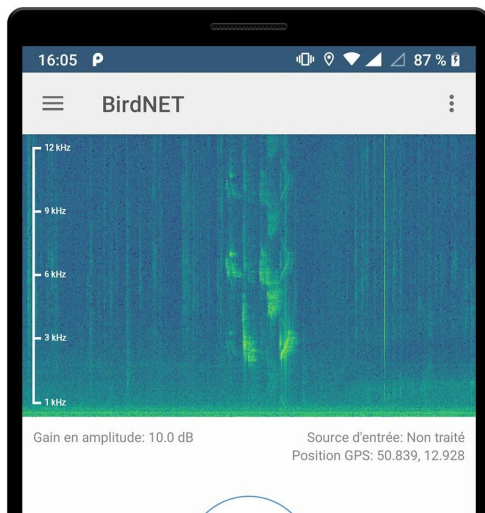 16:05
87 %
BirdNET
12 kHz
9 kHz
6 kHz
3 kHz
1 kHz
Gain en amplitude: 10.0 dB
Source d'entrée: Non traité
Position GPS: 50.839, 12.928